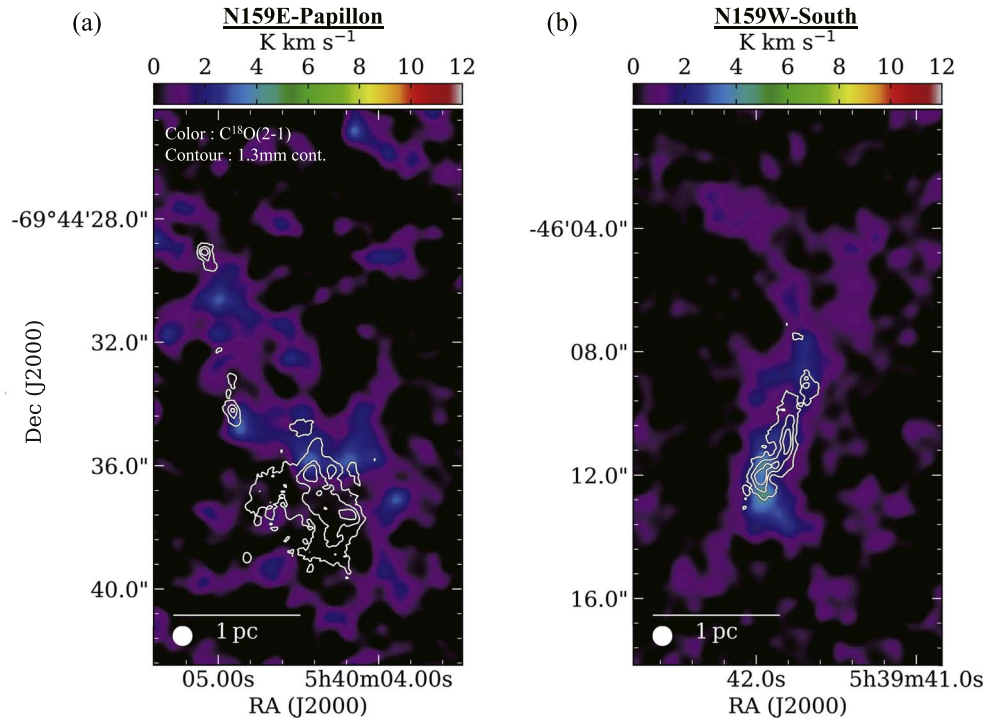 (a) N159E-Papillon
K km s⁻¹
0 2 4 6 8 10 12
Color : C¹⁸O(2-1)
Contour : 1.3mm cont.
-69°44'28.0"
32.0"
36.0"
40.0"
Dec (J2000)
1 pc
05.00s 5h40m04.00s
RA (J2000)
(b) N159W-South
K km s⁻¹
0 2 4 6 8 10 12
-46'04.0"
08.0"
12.0"
16.0"
1 pc
42.0s 5h39m41.0s
RA (J2000)